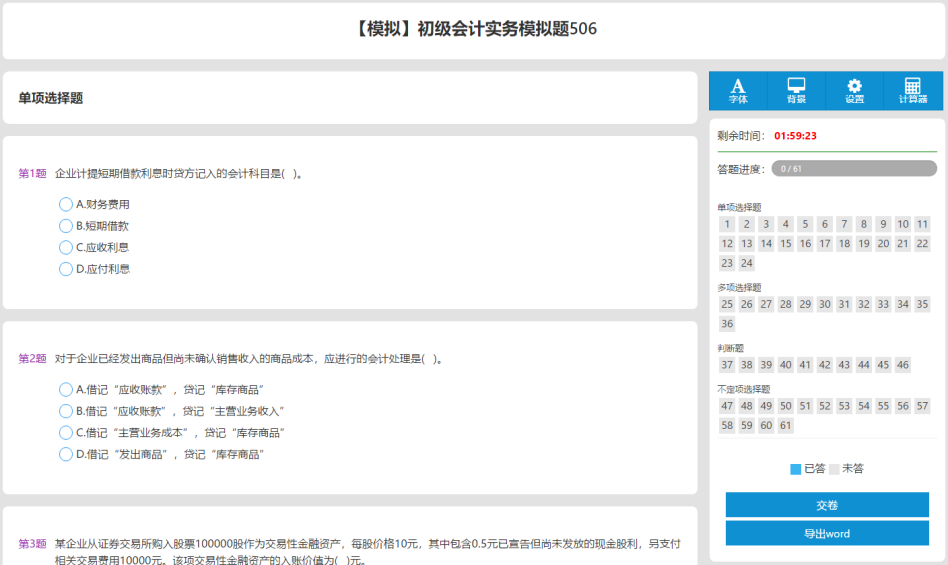 【模拟】初级会计实务模拟题506
单项选择题
第1题 企业计提短期借款利息时贷方记入的会计科目是( )。
A.财务费用
B.短期借款
C.应收利息
D.应付利息
第2题 对于企业已经发出商品但尚未确认销售收入的商品成本，应进行的会计处理是( )。
A.借记“应收账款”，贷记“库存商品”
B.借记“应收账款”，贷记“主营业务收入”
C.借记“主营业务成本”，贷记“库存商品”
D.借记“发出商品”，贷记“库存商品”
第3题 某企业从证券交易所购入股票100000股作为交易性金融资产，每股价格10元，其中包含0.5元已宣告但尚未发放的现金股利，另支付
相关交易费用10000元。该项交易性金融资产的入账价值为( )元。
A 字体 背景 设置 计算器
剩余时间： 01:59:23
答题进度： 0 / 61
单项选择题
1 2 3 4 5 6 7 8 9 10 11
12 13 14 15 16 17 18 19 20 21 22
23 24
多项选择题
25 26 27 28 29 30 31 32 33 34 35
36
判断题
37 38 39 40 41 42 43 44 45 46
不定项选择题
47 48 49 50 51 52 53 54 55 56 57
58 59 60 61
已答 未答
交卷
导出word